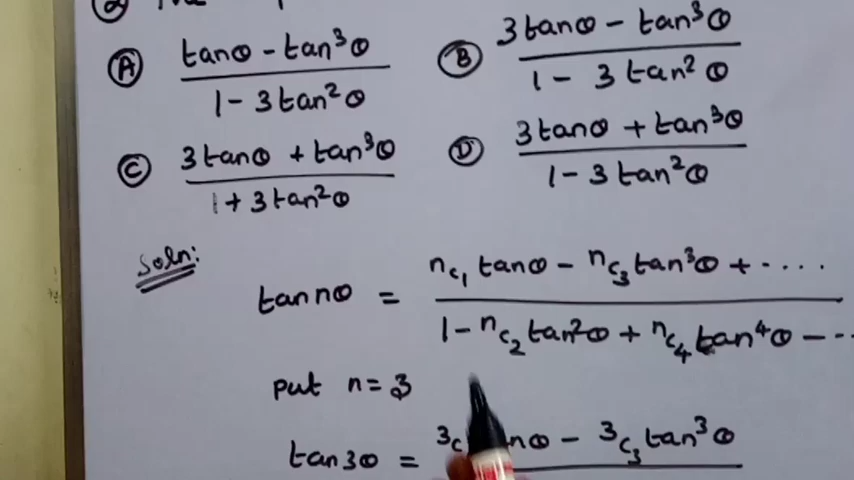 (A) tanθ - tan³θ / 1 - 3tan²θ
(B) 3tanθ - tan³θ / 1 - 3tan²θ
(C) 3tanθ + tan³θ / 1 + 3tan²θ
(D) 3tanθ + tan³θ / 1 - 3tan²θ
Soln:
tan nθ = nC₁ tanθ - nC₃ tan³θ + ..... / 1 - nC₂ tan²θ + nC₄ tan⁴θ - ..
put n = 3
tan3θ = 3C nθ - 3C₃ tan³θ